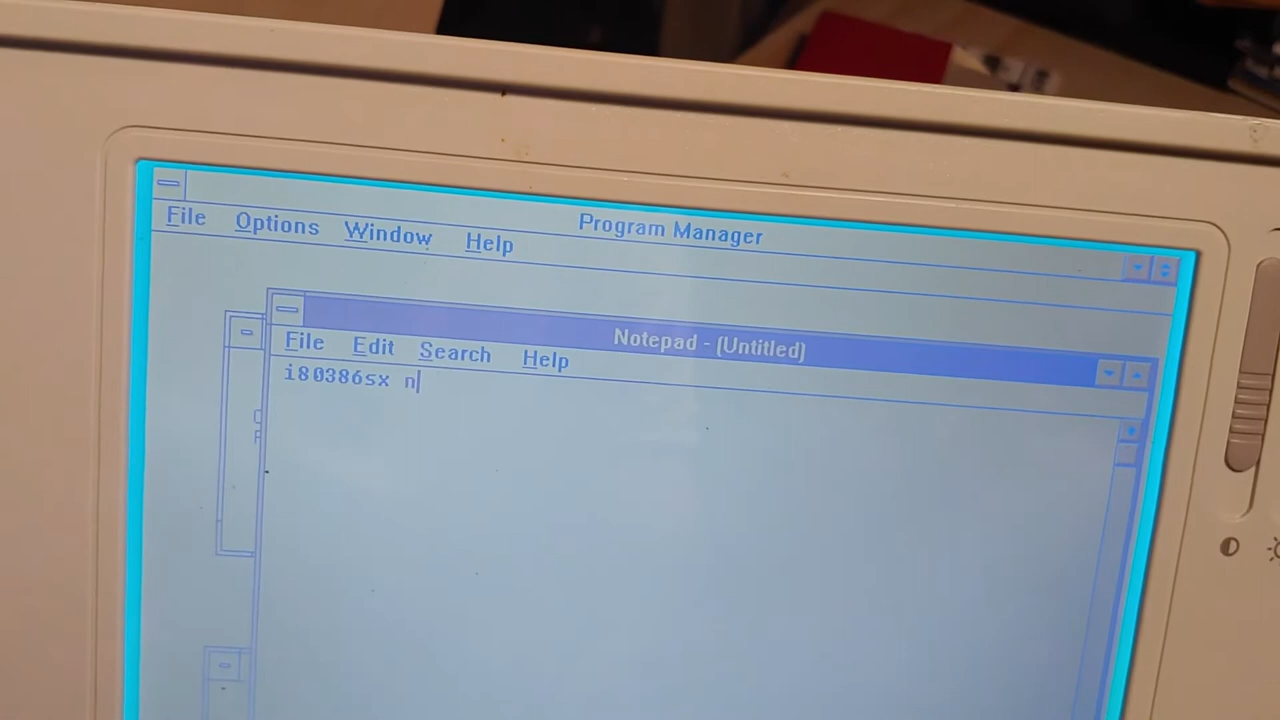 Program Manager
File Options Window Help
Notepad - (Untitled)
File Edit Search Help
i80386sx n